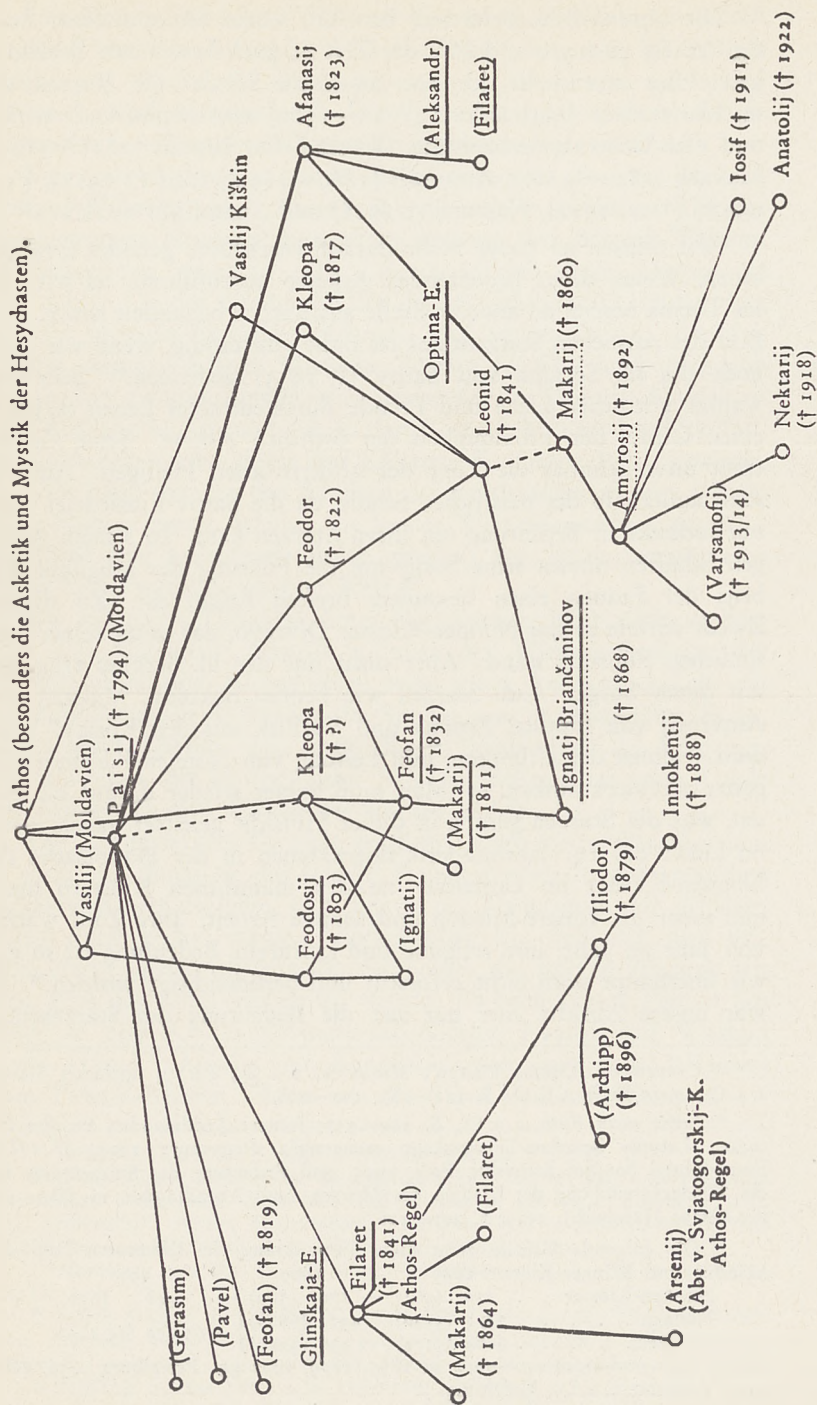 Athos (besonders die Asketik und Mystik der Hesychasten).
Vasilij (Moldavien)
Paisij († 1794) (Moldavien)
Vasilij Kiškin
(Gerasim)
(Pavel)
(Feofan) († 1819)
Glinskaja-E.
Feodosij
(† 1803)
Kleopa
(† ?)
Feodor
(† 1822)
Kleopa
(† 1817)
Afanasij
(† 1823)
Filaret
(† 1841)
(Athos-Regel)
(Ignatij)
Feofan
(† 1832)
(Makarij)
(† 1811)
Optina-E.
(Aleksandr)
(Filaret)
(Makarij)
(† 1864)
(Filaret)
Leonid
(† 1841)
Ignatj Brjančaninov
(† 1868)
Makarij († 1860)
(Archipp)
(† 1896)
(Iliodor)
(† 1879)
Amvrosij († 1892)
(Arsenij)
(Abt v. Svjatogorskij-K.
Athos-Regel)
Innokentij
(† 1888)
(Varsanofij)
(† 1913/14)
Nektarij
(† 1918)
Iosif († 1911)
Anatolij († 1922)